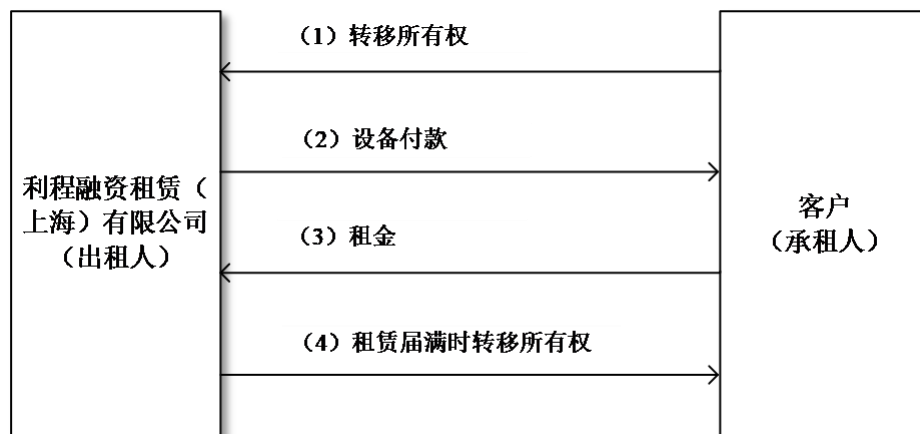 （1）转移所有权
（2）设备付款
利程融资租赁（
上海）有限公司
（出租人）
客户
（承租人）
（3）租金
（4）租赁届满时转移所有权